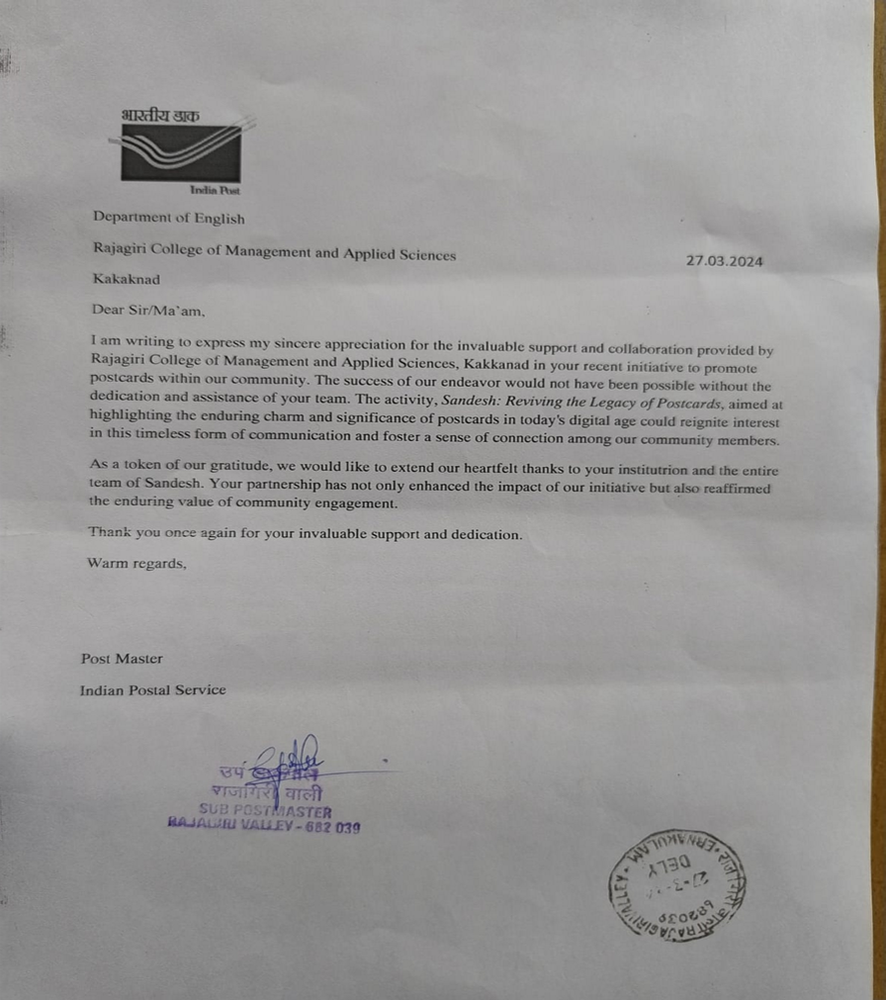 भारतीय डाक
India Post
Department of English
Rajagiri College of Management and Applied Sciences
27.03.2024
Kakaknad
Dear Sir/Ma'am,
I am writing to express my sincere appreciation for the invaluable support and collaboration provided by
Rajagiri College of Management and Applied Sciences, Kakkanad in your recent initiative to promote
postcards within our community. The success of our endeavor would not have been possible without the
dedication and assistance of your team. The activity, Sandesh: Reviving the Legacy of Postcards, aimed at
highlighting the enduring charm and significance of postcards in today's digital age could reignite interest
in this timeless form of communication and foster a sense of connection among our community members.
As a token of our gratitude, we would like to extend our heartfelt thanks to your institutrion and the entire
team of Sandesh. Your partnership has not only enhanced the impact of our initiative but also reaffirmed
the enduring value of community engagement.
Thank you once again for your invaluable support and dedication.
Warm regards,
Post Master
Indian Postal Service
उप
राजगिरी वाली
SUB POSTMASTER
RAJAGIRI VALLEY - 682 039
राजगिरी वाली RAJAGIRI VALLEY • ERNAKULAM
DELY
27-3-
682039